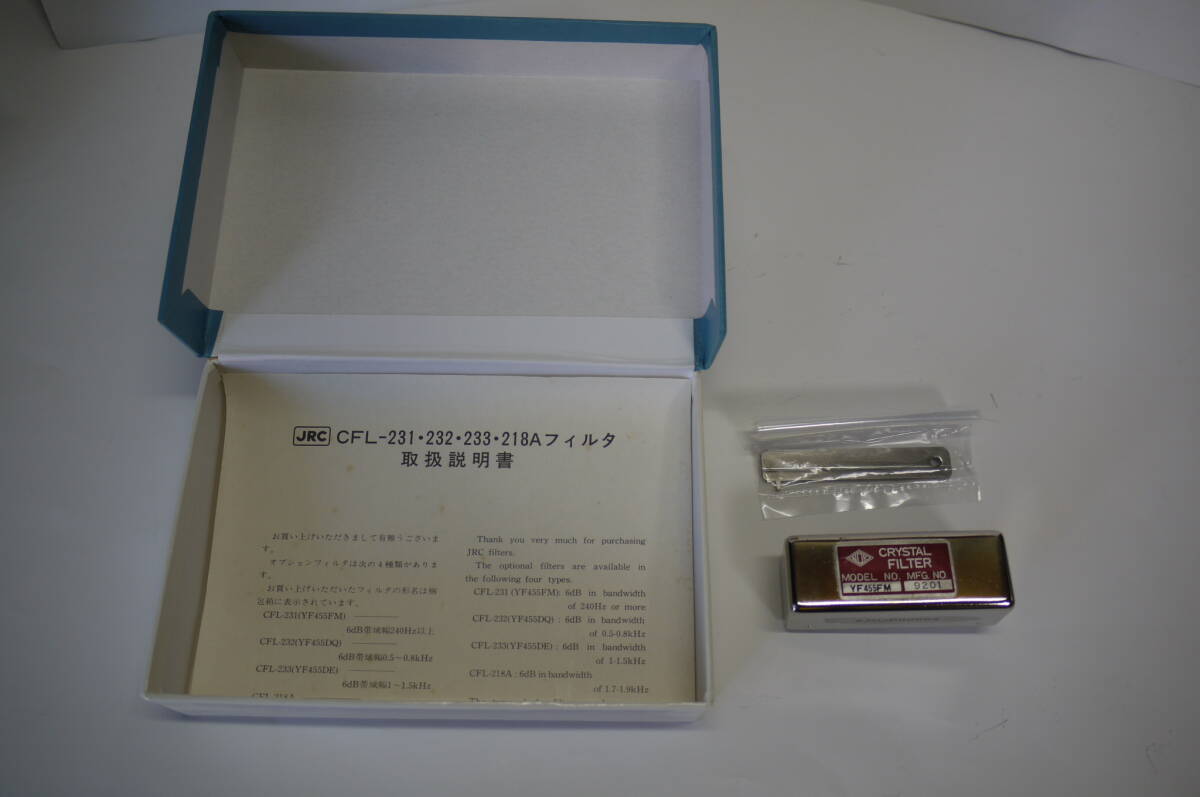 JRC CFL-231・232・233・218Aフィルタ
取扱説明書
お買い上げいただきまして有難うございま
す。
オプションフィルタは次の4種類がありま
す。
お買い上げいただいたフィルタの形名は梱
包箱に表示されています。
CFL-231(YF455FM)
6dB帯域幅240Hz以上
CFL-232(YF455DQ)
6dB帯域幅0.5～0.8kHz
CFL-233(YF455DE)
6dB帯域幅1～1.5kHz
CFL-218A
Thank you very much for purchasing
JRC filters.
The optional filters are available in
the following four types.
CFL-231 (YF455FM): 6dB in bandwidth
of 240Hz or more
CFL-232(YF455DQ) : 6dB in bandwidth
of 0.5-0.8kHz
CFL-233(YF455DE) : 6dB in bandwidth
of 1-1.5kHz
CFL-218A : 6dB in bandwidth
of 1.7-1.9kHz
CRYSTAL
FILTER
MODEL NO. MFG. NO
YF455FM 9201